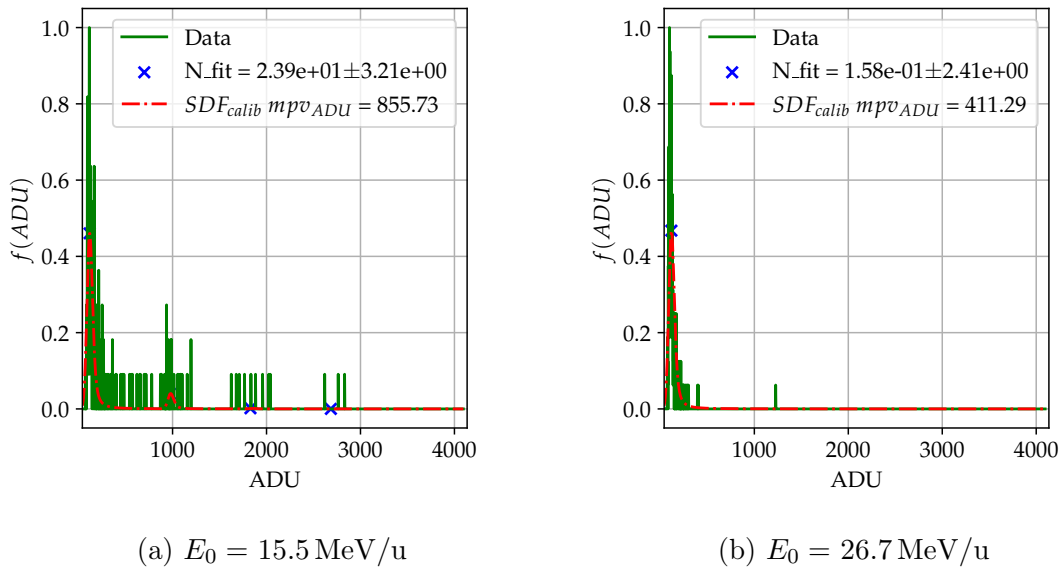 1.0
0.8
0.6
0.4
0.2
0.0
f(ADU)
Data
N_fit = 2.39e+01±3.21e+00
SDF_calib mpv_ADU = 855.73
1000 2000 3000 4000
ADU
(a) E_0 = 15.5 MeV/u
1.0
0.8
0.6
0.4
0.2
0.0
f(ADU)
Data
N_fit = 1.58e-01±2.41e+00
SDF_calib mpv_ADU = 411.29
1000 2000 3000 4000
ADU
(b) E_0 = 26.7 MeV/u